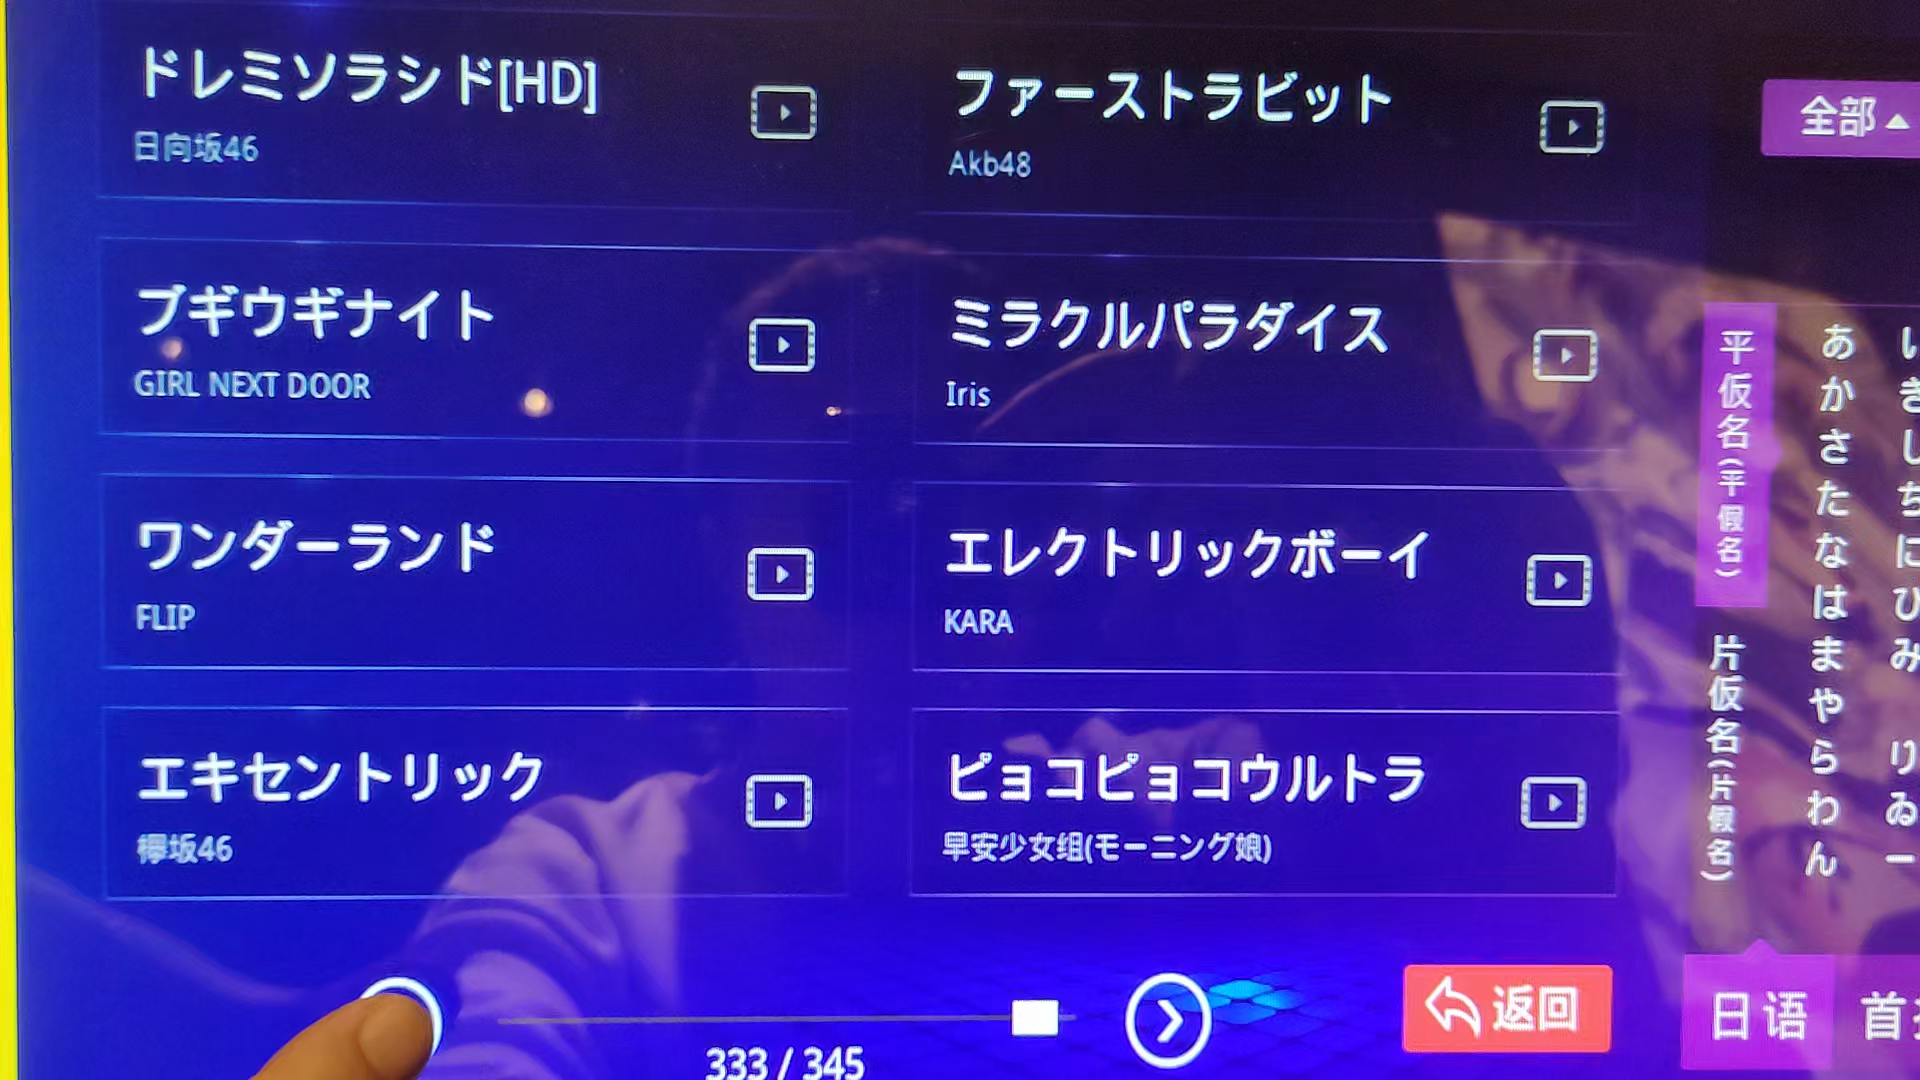 ドレミソラシド[HD]
日向坂46
ファーストラビット
Akb48
ブギウギナイト
GIRL NEXT DOOR
ミラクルパラダイス
Iris
ワンダーランド
FLIP
エレクトリックボーイ
KARA
エキセントリック
欅坂46
ピョコピョコウルトラ
早安少女组(モーニング娘)
333 / 345
返回
全部
平仮名(平假名)
片仮名(片假名)
あかさたなはまやらわん
いきしちにひみ りゐー
日语
首